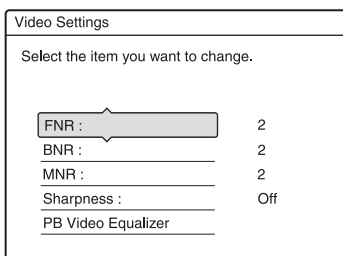 Video Settings
Select the item you want to change.
FNR : 2
BNR : 2
MNR : 2
Sharpness : Off
PB Video Equalizer